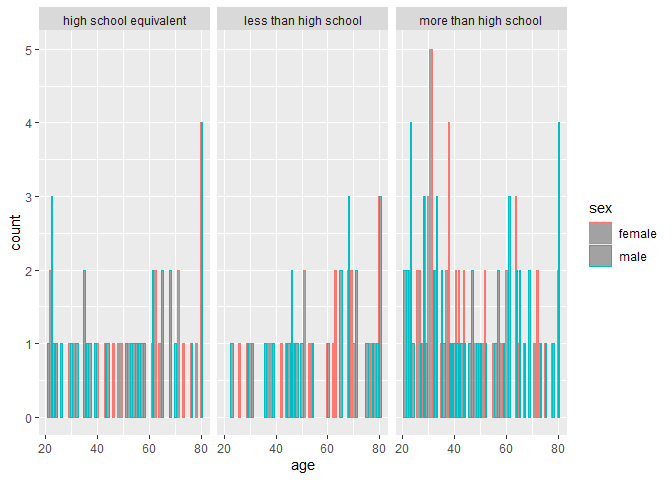 high school equivalent
less than high school
more than high school
5
4
3
2
1
0
count
20 40 60 80
20 40 60 80
20 40 60 80
age
sex
female
male